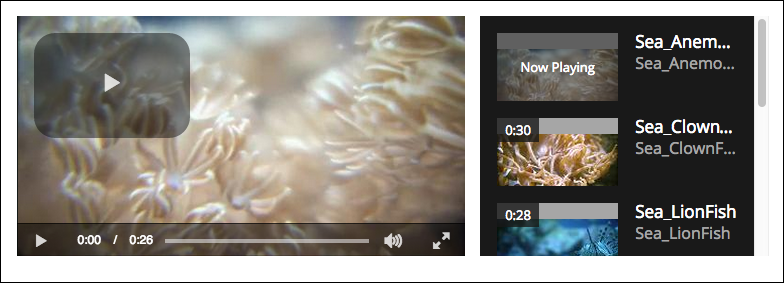 0:00 / 0:26
Now Playing
Sea_Anem...
Sea_Anemo...
0:30
Sea_Clown...
Sea_ClownF...
0:28
Sea_LionFish
Sea_LionFish